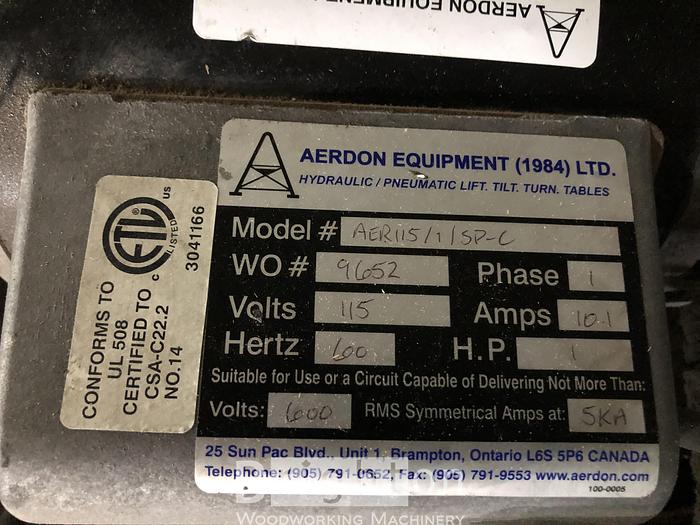 AERDON EQUIPMENT
AERDON EQUIPMENT (1984) LTD.
HYDRAULIC / PNEUMATIC LIFT. TILT. TURN. TABLES
Model # AER115/1/SP-C
WO # 9652 Phase 1
Volts 115 Amps 10.1
Hertz 60 H.P. 1
Suitable for Use or a Circuit Capable of Delivering Not More Than:
Volts: 600 RMS Symmetrical Amps at: 5KA
25 Sun Pac Blvd., Unit 1, Brampton, Ontario L6S 5P6 CANADA
Telephone: (905) 791-0652, Fax: (905) 791-9553 www.aerdon.com
100-0005
ETL
LISTED
C US
3041166
CONFORMS TO
UL 508
CERTIFIED TO
CSA-C22.2
NO.14
WOODWORKING MACHINERY